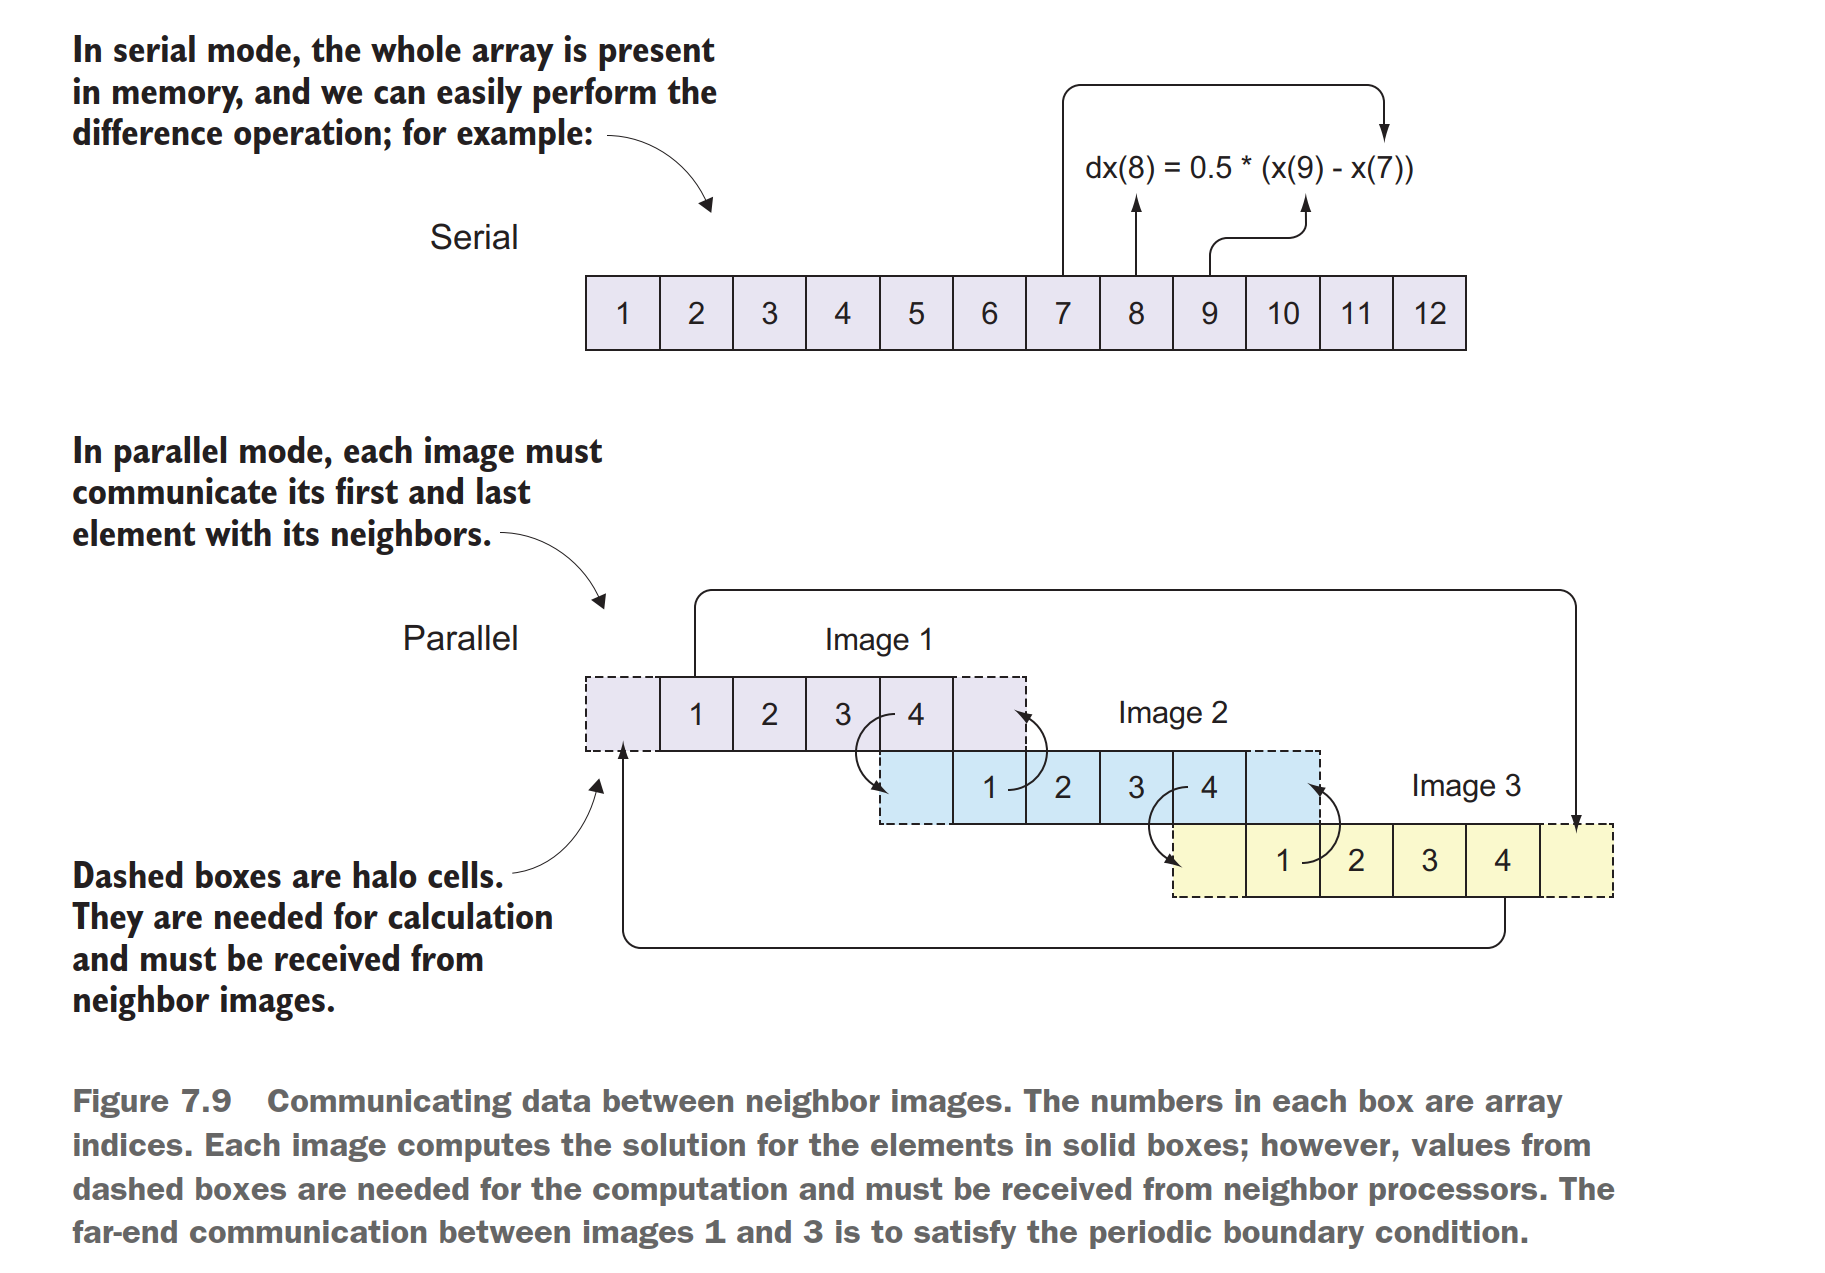 In serial mode, the whole array is present
in memory, and we can easily perform the
difference operation; for example:
dx(8) = 0.5 * (x(9) - x(7))
Serial
1 2 3 4 5 6 7 8 9 10 11 12
In parallel mode, each image must
communicate its first and last
element with its neighbors.
Parallel
Image 1
1 2 3 4
Image 2
1 2 3 4
Image 3
1 2 3 4
Dashed boxes are halo cells.
They are needed for calculation
and must be received from
neighbor images.
Figure 7.9 Communicating data between neighbor images. The numbers in each box are array
indices. Each image computes the solution for the elements in solid boxes; however, values from
dashed boxes are needed for the computation and must be received from neighbor processors. The
far-end communication between images 1 and 3 is to satisfy the periodic boundary condition.